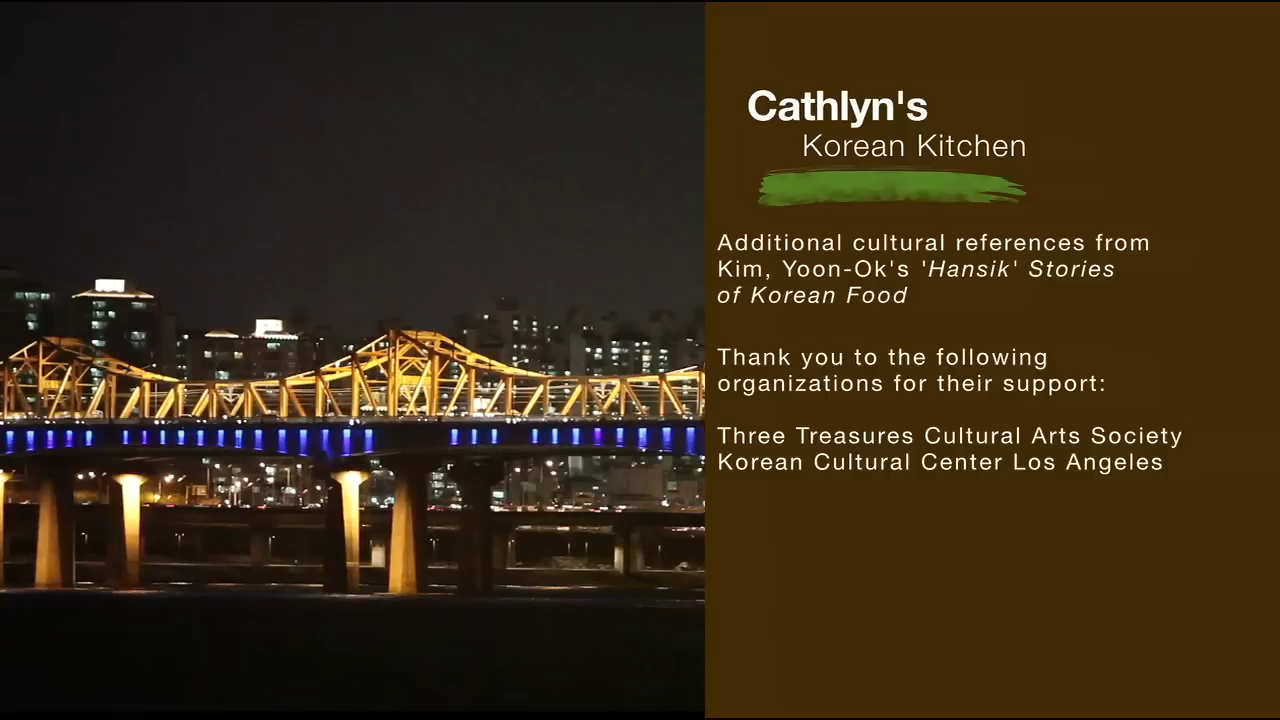 Cathlyn's
Korean Kitchen
Additional cultural references from
Kim, Yoon-Ok's 'Hansik' Stories
of Korean Food
Thank you to the following
organizations for their support:
Three Treasures Cultural Arts Society
Korean Cultural Center Los Angeles